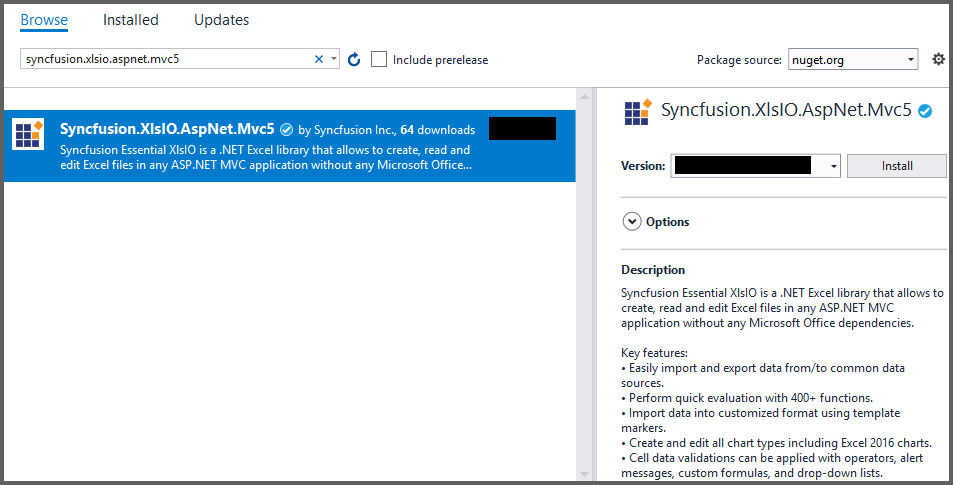 Browse Installed Updates
syncfusion.xlsio.aspnet.mvc5 Include prerelease Package source: nuget.org
Syncfusion.XlsIO.AspNet.Mvc5 by Syncfusion Inc., 64 downloads
Syncfusion Essential XlsIO is a .NET Excel library that allows to create, read and
edit Excel files in any ASP.NET MVC application without any Microsoft Office...
Syncfusion.XlsIO.AspNet.Mvc5
Version: Install
Options
Description
Syncfusion Essential XlsIO is a .NET Excel library that allows to
create, read and edit Excel files in any ASP.NET MVC
application without any Microsoft Office dependencies.
Key features:
• Easily import and export data from/to common data
sources.
• Perform quick evaluation with 400+ functions.
• Import data into customized format using template
markers.
• Create and edit all chart types including Excel 2016 charts.
• Cell data validations can be applied with operators, alert
messages, custom formulas, and drop-down lists.